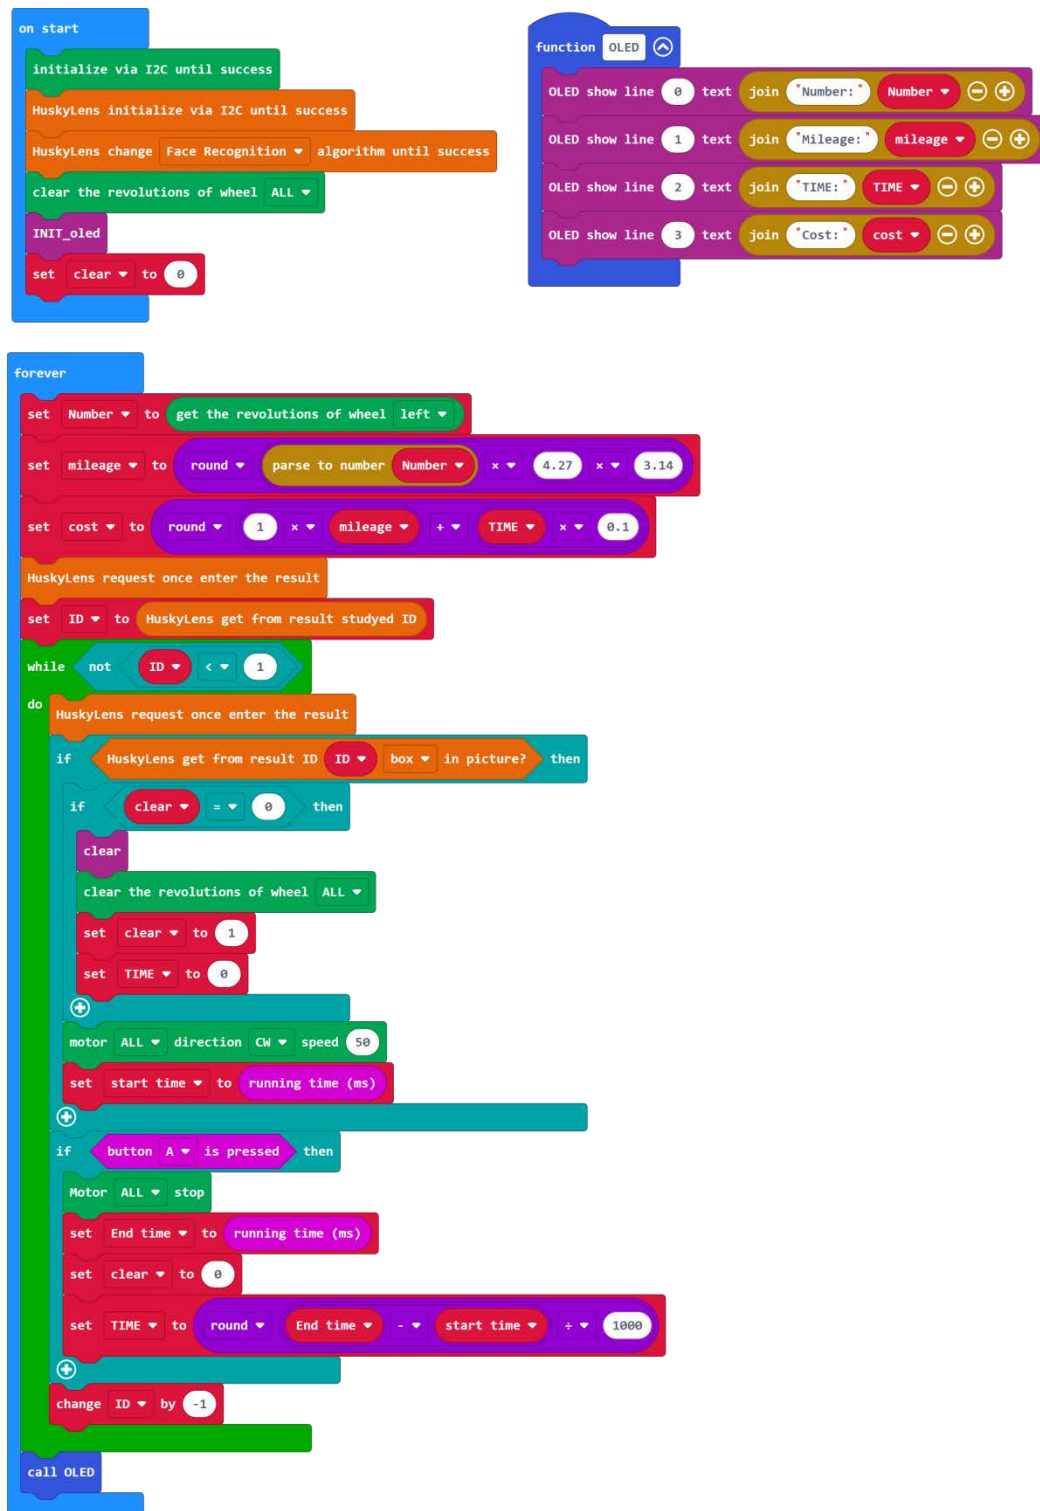 on start
initialize via I2C until success
HuskyLens initialize via I2C until success
HuskyLens change Face Recognition algorithm until success
clear the revolutions of wheel ALL
INIT_oled
set clear to 0
function OLED
OLED show line 0 text join "Number:" Number
OLED show line 1 text join "Mileage:" mileage
OLED show line 2 text join "TIME:" TIME
OLED show line 3 text join "Cost:" cost
forever
set Number to get the revolutions of wheel left
set mileage to round parse to number Number × 4.27 × 3.14
set cost to round 1 × mileage + TIME × 0.1
HuskyLens request once enter the result
set ID to HuskyLens get from result studyed ID
while not ID < 1
do
HuskyLens request once enter the result
if HuskyLens get from result ID ID box in picture? then
if clear = 0 then
clear
clear the revolutions of wheel ALL
set clear to 1
set TIME to 0
motor ALL direction CW speed 50
set start time to running time (ms)
if button A is pressed then
Motor ALL stop
set End time to running time (ms)
set clear to 0
set TIME to round End time - start time ÷ 1000
change ID by -1
call OLED